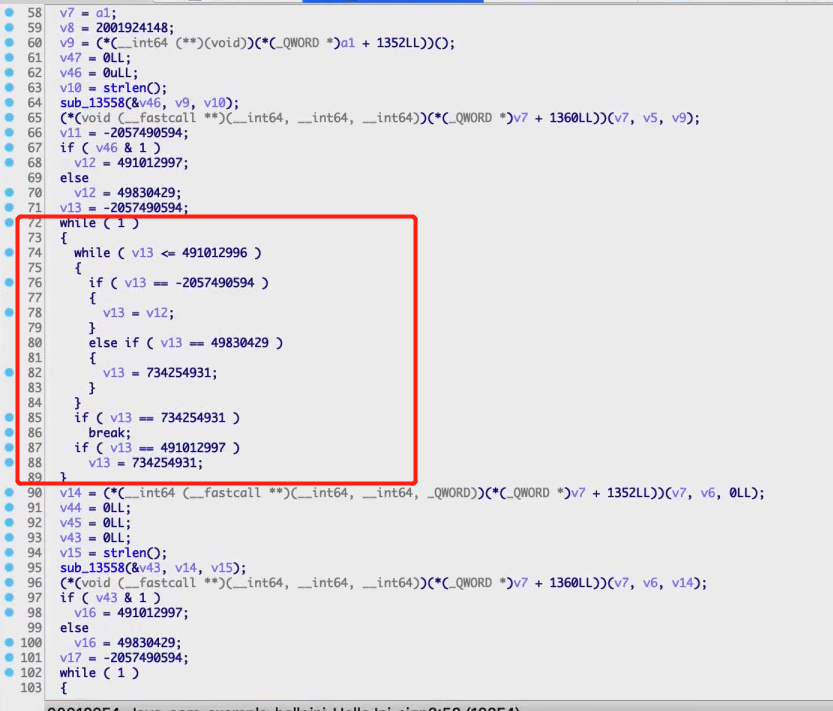 58 v7 = a1;
59 v8 = 2001924148;
60 v9 = (*(__int64 (**)(void))(*(_QWORD *)a1 + 1352LL))();
61 v47 = 0LL;
62 v46 = 0uLL;
63 v10 = strlen();
64 sub_13558(&v46, v9, v10);
65 (*(void (__fastcall **)(__int64, __int64, __int64))(*(_QWORD *)v7 + 1360LL))(v7, v5, v9);
66 v11 = -2057490594;
67 if ( v46 & 1 )
68 v12 = 491012997;
69 else
70 v12 = 49830429;
71 v13 = -2057490594;
72 while ( 1 )
73 {
74 while ( v13 <= 491012996 )
75 {
76 if ( v13 == -2057490594 )
77 {
78 v13 = v12;
79 }
80 else if ( v13 == 49830429 )
81 {
82 v13 = 734254931;
83 }
84 }
85 if ( v13 == 734254931 )
86 break;
87 if ( v13 == 491012997 )
88 v13 = 734254931;
89 }
90 v14 = (*(__int64 (__fastcall **)(__int64, __int64, _QWORD))(*(_QWORD *)v7 + 1352LL))(v7, v6, 0LL);
91 v44 = 0LL;
92 v45 = 0LL;
93 v43 = 0LL;
94 v15 = strlen();
95 sub_13558(&v43, v14, v15);
96 (*(void (__fastcall **)(__int64, __int64, __int64))(*(_QWORD *)v7 + 1360LL))(v7, v6, v14);
97 if ( v43 & 1 )
98 v16 = 491012997;
99 else
100 v16 = 49830429;
101 v17 = -2057490594;
102 while ( 1 )
103 {